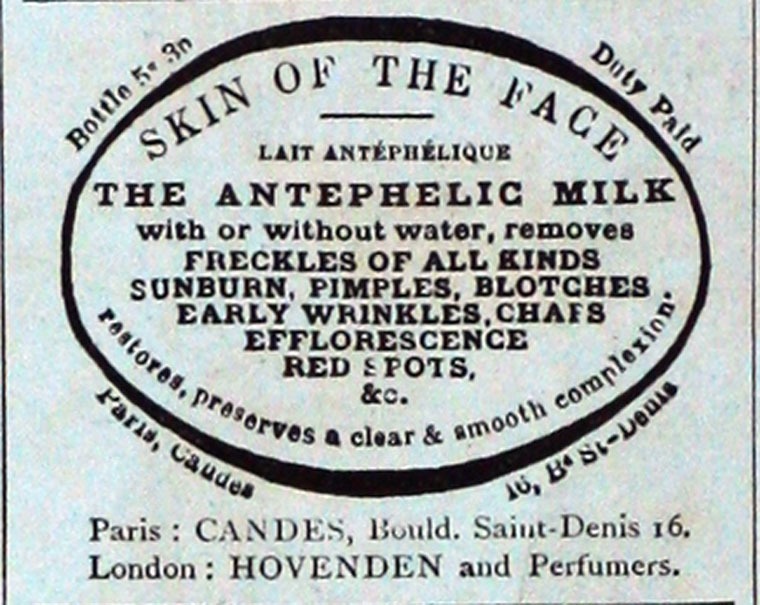 Bottle 5s 3D
Duty Paid
SKIN OF THE FACE
LAIT ANTÉPHÉLIQUE
THE ANTEPHELIC MILK
with or without water, removes
FRECKLES OF ALL KINDS
SUNBURN, PIMPLES, BLOTCHES
EARLY WRINKLES, CHAFS
EFFLORESCENCE
RED SPOTS,
&c.
restores, preserves a clear & smooth complexion.
Paris, Candes
16, Bd St-Denis
Paris : CANDES, Bould. Saint-Denis 16.
London : HOVENDEN and Perfumers.